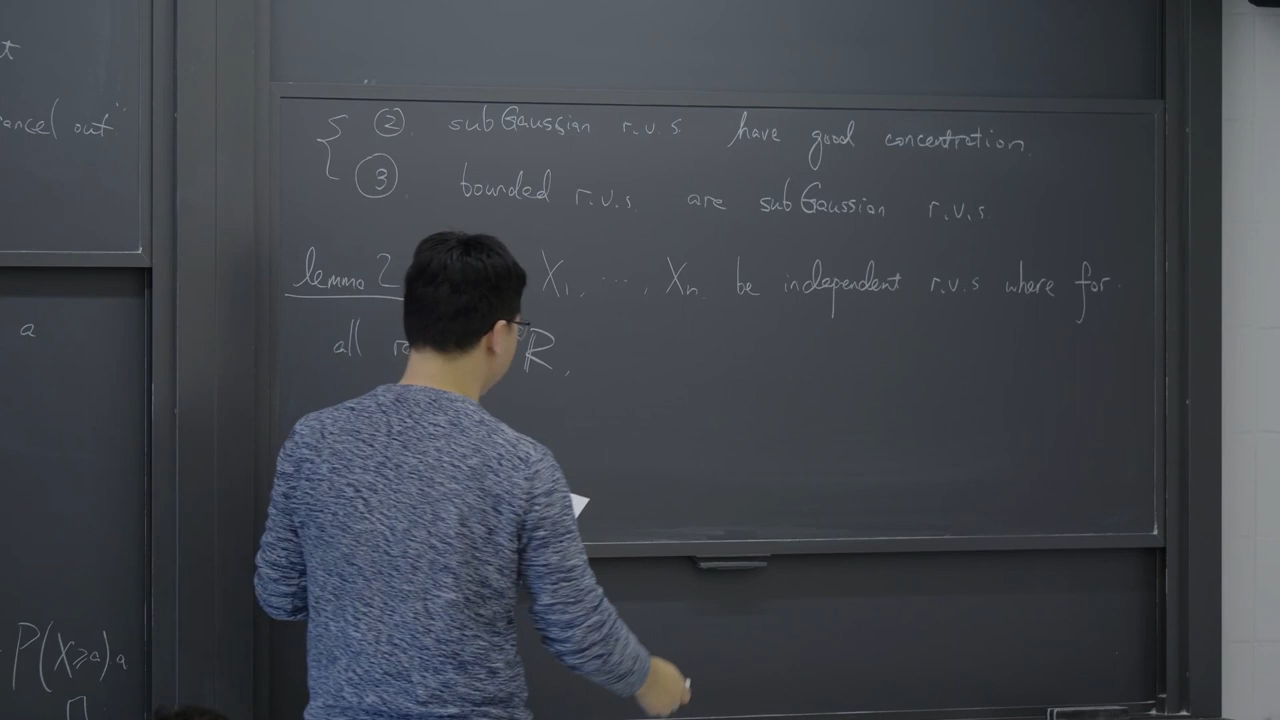 ② subGaussian r.v.s have good concentration.
③ bounded r.v.s. are subGaussian r.v.s.
lemma 2 X₁, ⋯, Xₙ be independent r.v.s where for
all ℝ,
ancel out"
a
P(X≥a)·a